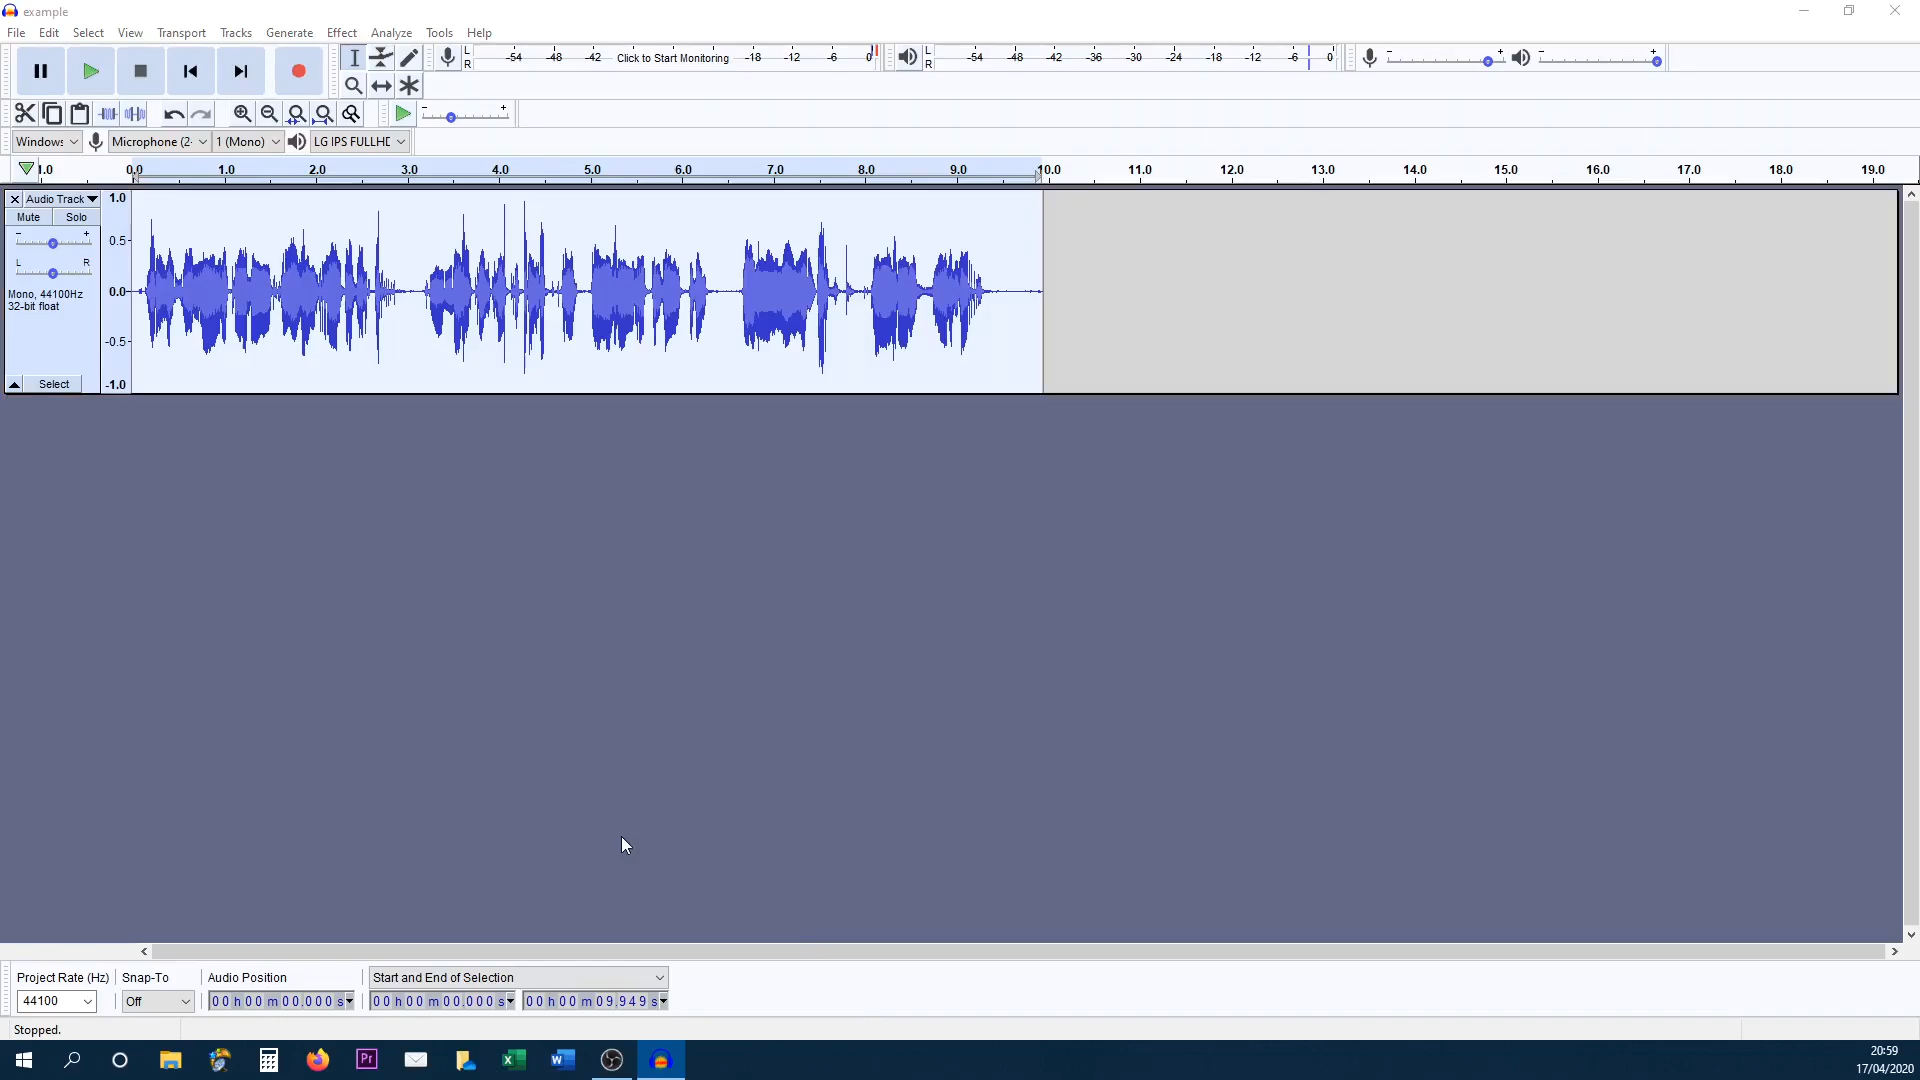 example
File Edit Select View Transport Tracks Generate Effect Analyze Tools Help
L
R
-54 -48 -42 Click to Start Monitoring -18 -12 -6 0
L
R
-54 -48 -42 -36 -30 -24 -18 -12 -6 0
- +
- +
- +
Windows Microphone (2- 1 (Mono) LG IPS FULLHD
1.0 0.0 1.0 2.0 3.0 4.0 5.0 6.0 7.0 8.0 9.0 10.0 11.0 12.0 13.0 14.0 15.0 16.0 17.0 18.0 19.0
Audio Track
Mute Solo
- +
L R
Mono, 44100Hz
32-bit float
Select
1.0
0.5
0.0
-0.5
-1.0
Project Rate (Hz) Snap-To Audio Position Start and End of Selection
44100 Off 00 h 00 m 00.000 s 00 h 00 m 00.000 s 00 h 00 m 09.949 s
Stopped.
Pr
20:59
17/04/2020